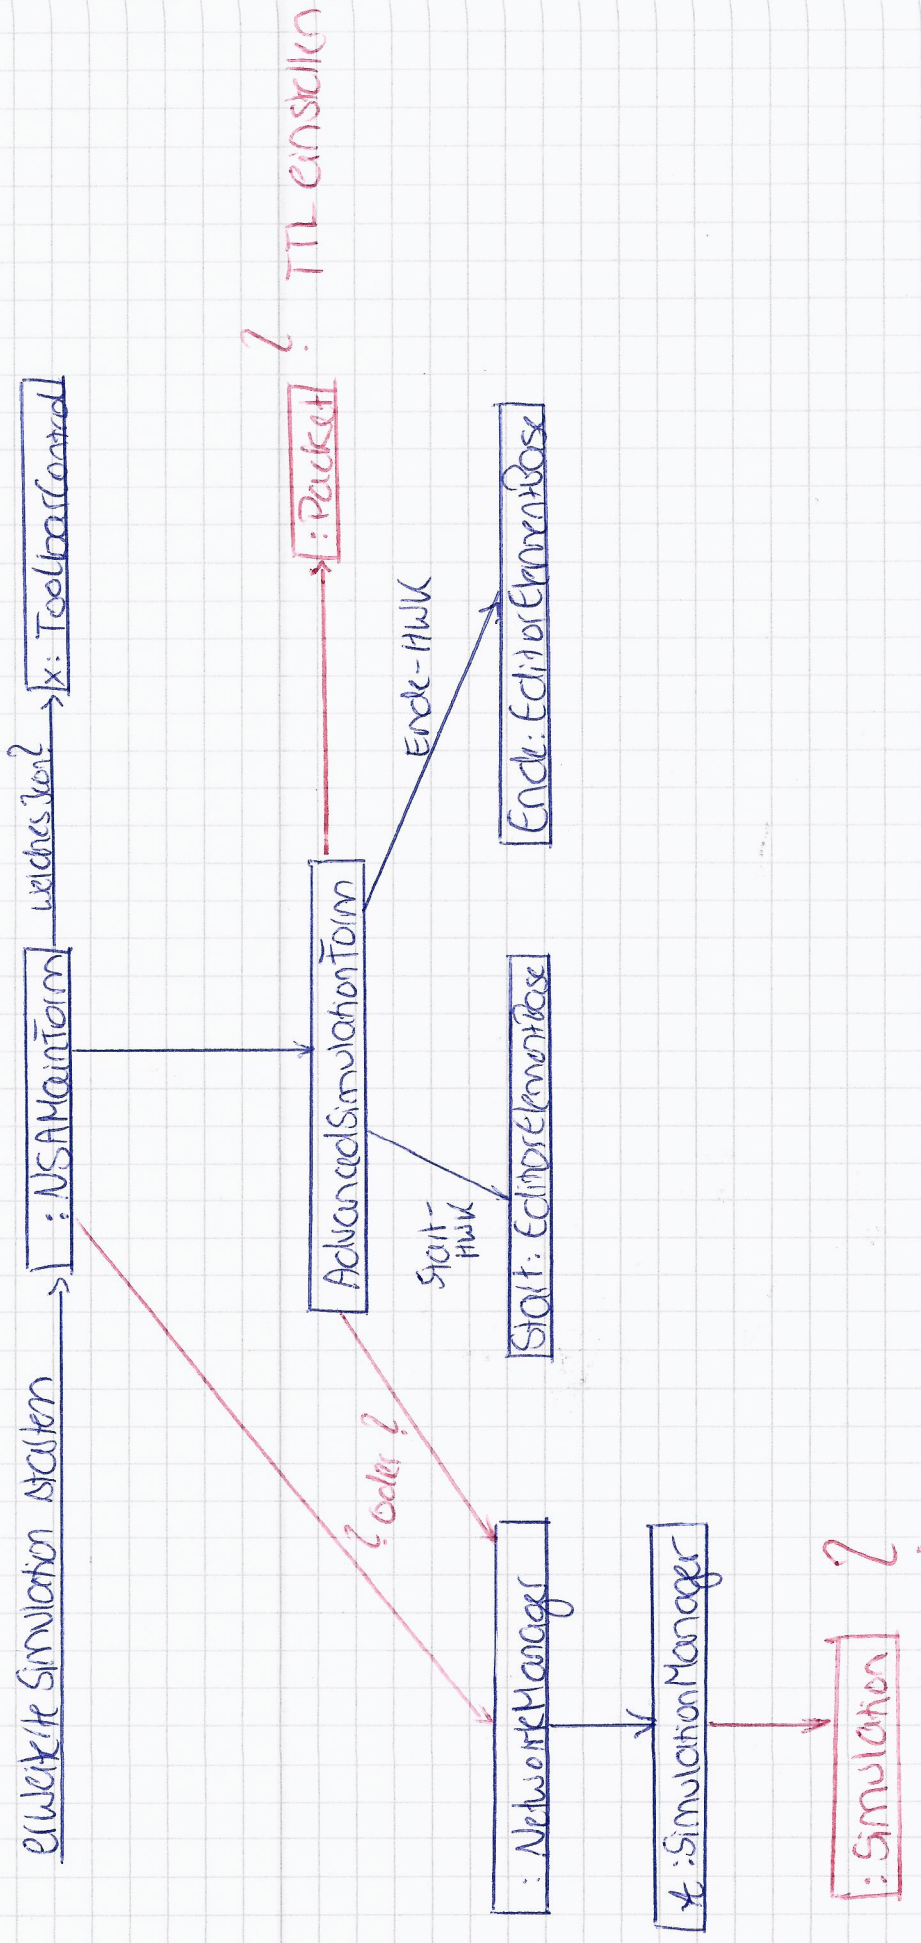 erweiterte Simulation starten
: NSAMainForm
welches Icon?
x: ToolbarControl
AdvancedSimulationForm
: Packet
? TTL einstellen
Start-
HWK
Ende-HWK
? oder ?
: NetworkManager
Start: EditorElementBase
Ende: EditorElementBase
:SimulationManager
: Simulation
?